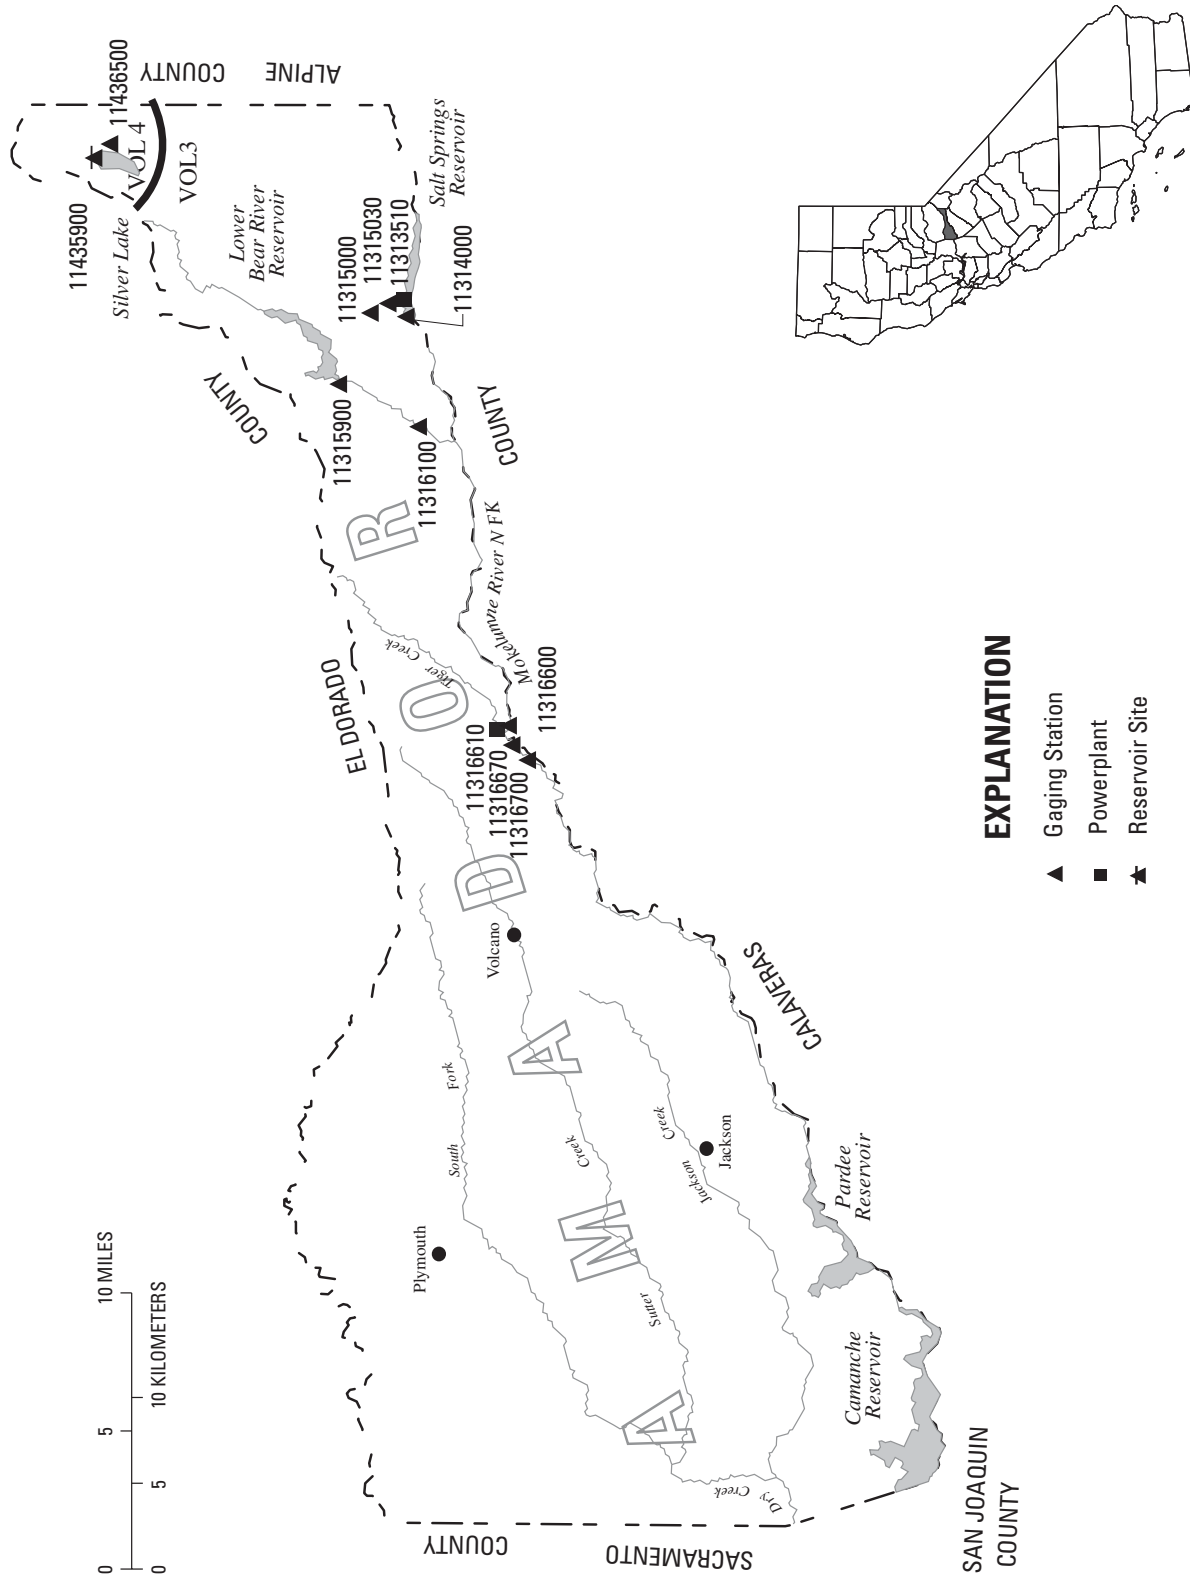 0 5 10 MILES
0 5 10 KILOMETERS
11435900
11436500
Silver Lake
VOL 4
VOL3
ALPINE
COUNTY
Lower
Bear River
Reservoir
11315000
11315030
11313510
11314000
Salt Springs
Reservoir
COUNTY
11315900
11316100
COUNTY
Mokelumne River N FK
EL DORADO
Tiger Creek
11316610
11316670
11316700
11316600
AMADOR
Volcano
South Fork
Plymouth
Sutter Creek
Jackson Creek
Jackson
CALAVERAS
Pardee
Reservoir
Camanche
Reservoir
Dry Creek
SACRAMENTO
COUNTY
SAN JOAQUIN
COUNTY
EXPLANATION
Gaging Station
Powerplant
Reservoir Site